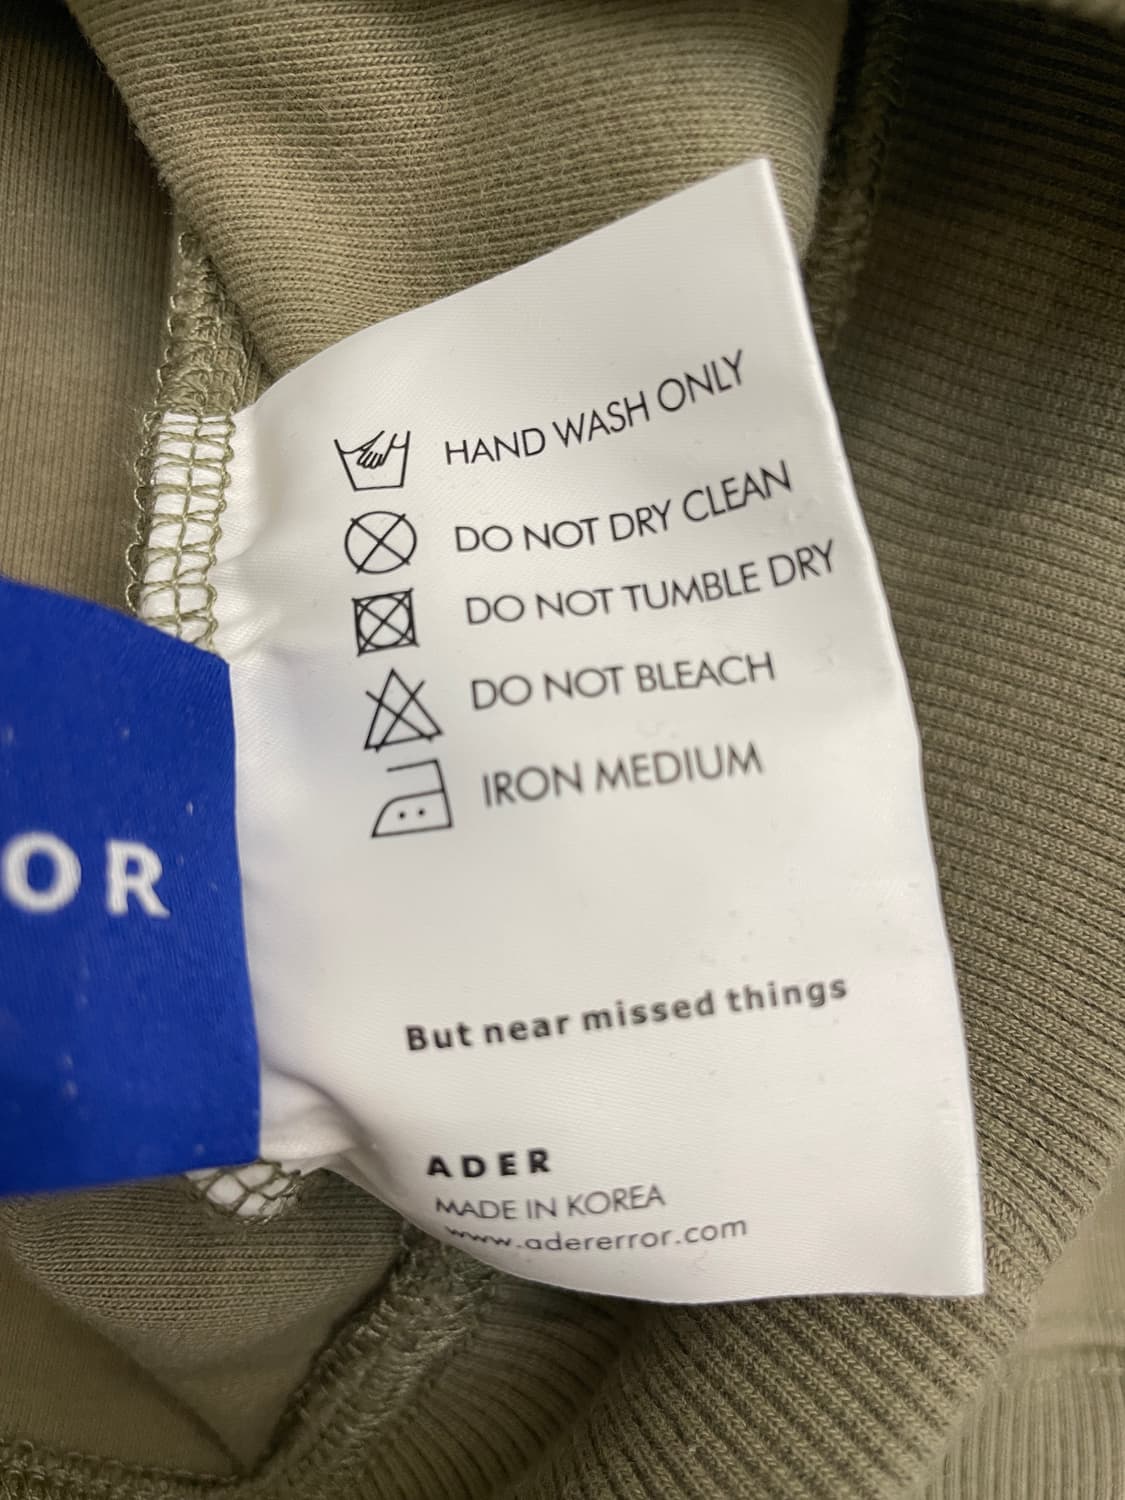 HAND WASH ONLY
DO NOT DRY CLEAN
DO NOT TUMBLE DRY
DO NOT BLEACH
IRON MEDIUM
OR
But near missed things
ADER
MADE IN KOREA
www.adererror.com